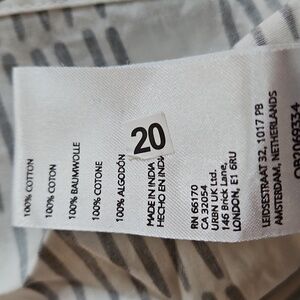 100% COTTON
100% COTON
100% BAUMWOLLE
100% COTONE
100% ALGODÓN
MADE IN INDIA
HECHO EN INDIA
20
RN 66170
CA 32054
URBN UK Ltd.
146 Brick Lane,
LONDON, E1 6RU
LEIDSESTRAAT 32, 1017 PB
AMSTERDAM, NETHERLANDS